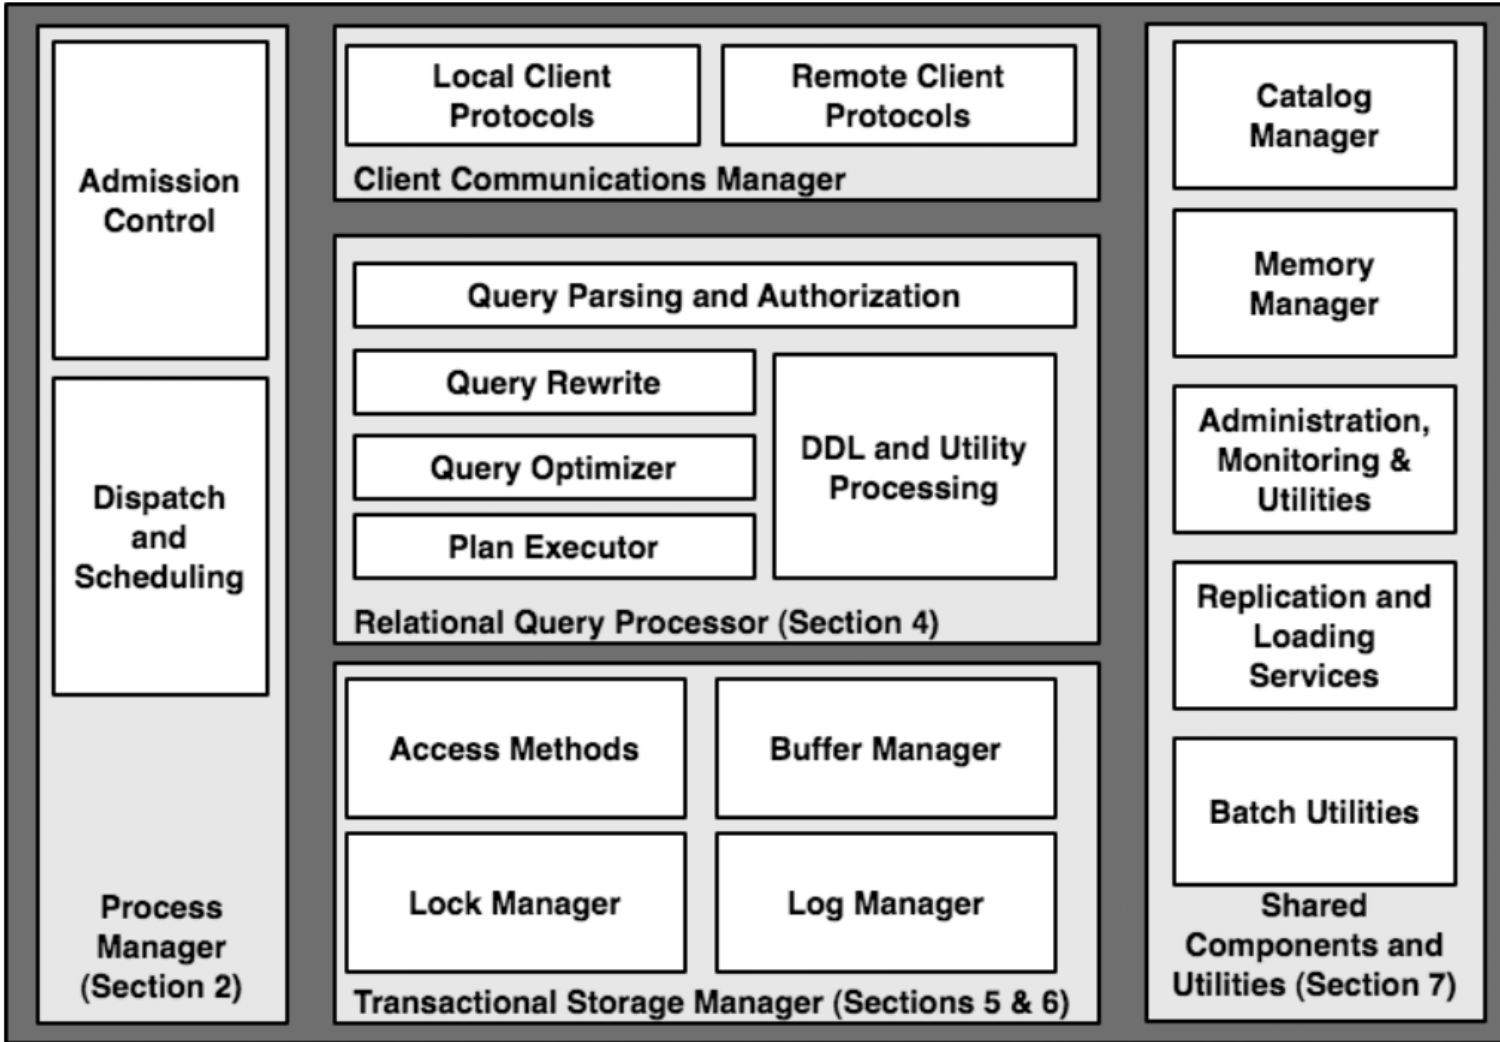 Admission
Control
Dispatch
and
Scheduling
Process
Manager
(Section 2)
Local Client
Protocols
Remote Client
Protocols
Client Communications Manager
Query Parsing and Authorization
Query Rewrite
Query Optimizer
Plan Executor
DDL and Utility
Processing
Relational Query Processor (Section 4)
Access Methods
Buffer Manager
Lock Manager
Log Manager
Transactional Storage Manager (Sections 5 & 6)
Catalog
Manager
Memory
Manager
Administration,
Monitoring &
Utilities
Replication and
Loading
Services
Batch Utilities
Shared
Components and
Utilities (Section 7)